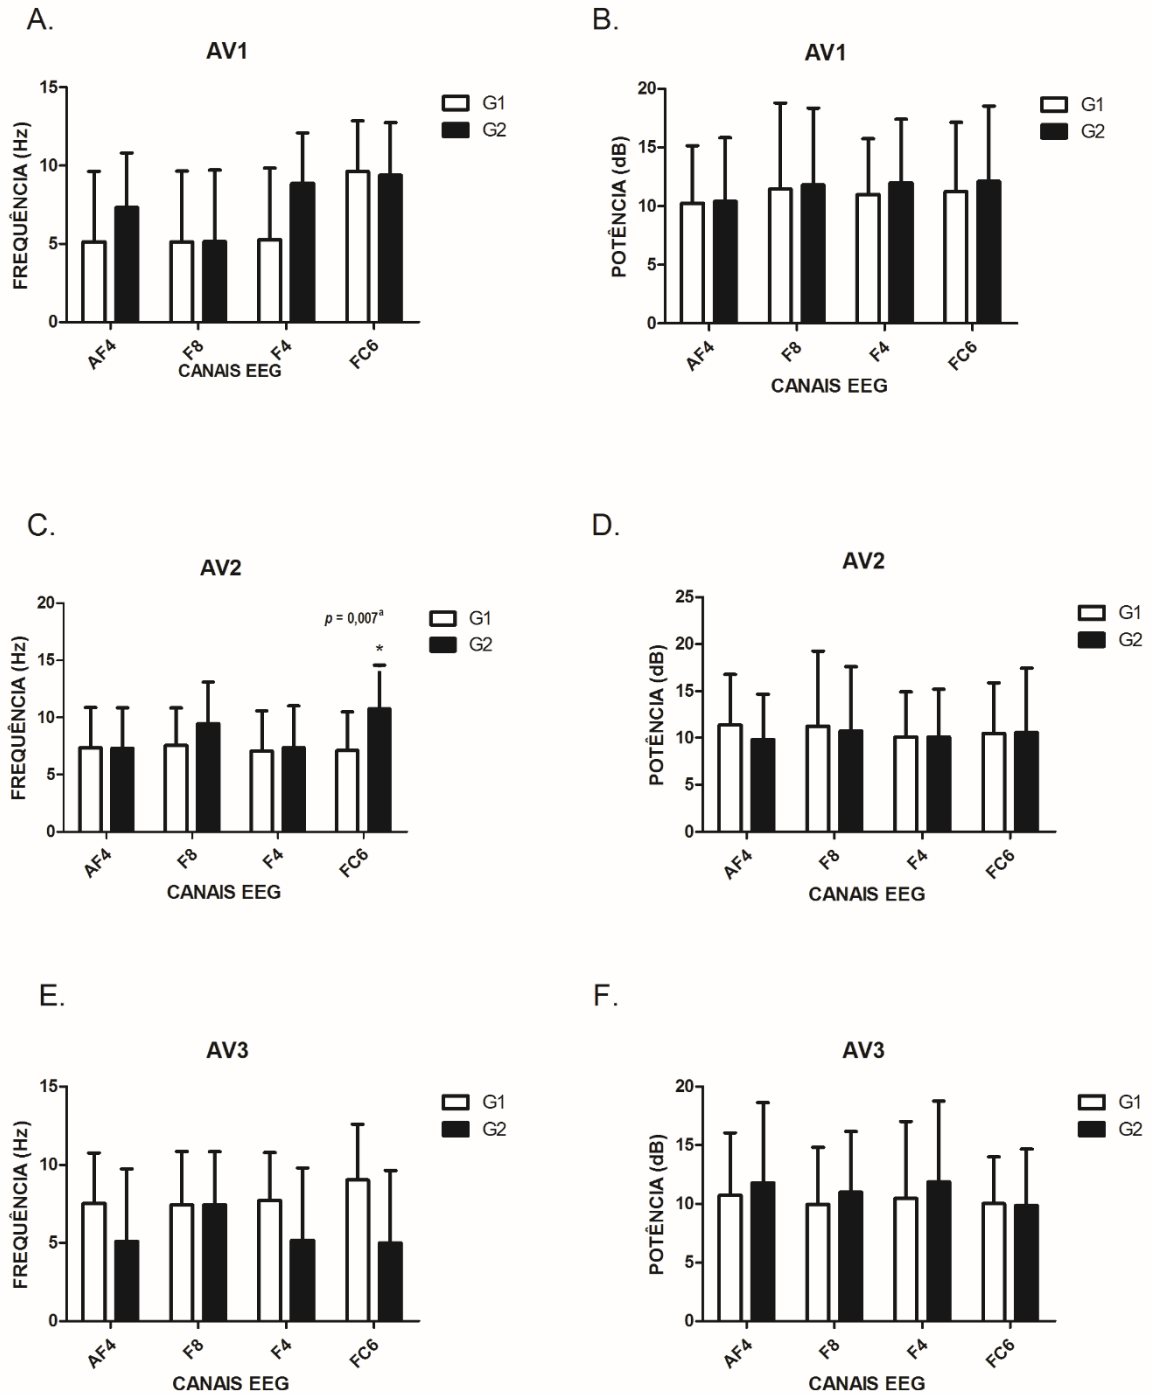 A.
AV1
FREQUÊNCIA (Hz)
15
10
5
0
AF4
F8
F4
FC6
CANAIS EEG
G1
G2
B.
AV1
POTÊNCIA (dB)
20
15
10
5
0
AF4
F8
F4
FC6
CANAIS EEG
G1
G2
C.
AV2
FREQUÊNCIA (Hz)
20
15
10
5
0
p = 0,007ª
*
AF4
F8
F4
FC6
CANAIS EEG
G1
G2
D.
AV2
POTÊNCIA (dB)
25
20
15
10
5
0
AF4
F8
F4
FC6
CANAIS EEG
G1
G2
E.
AV3
FREQUÊNCIA (Hz)
15
10
5
0
AF4
F8
F4
FC6
CANAIS EEG
G1
G2
F.
AV3
POTÊNCIA (dB)
20
15
10
5
0
AF4
F8
F4
FC6
CANAIS EEG
G1
G2